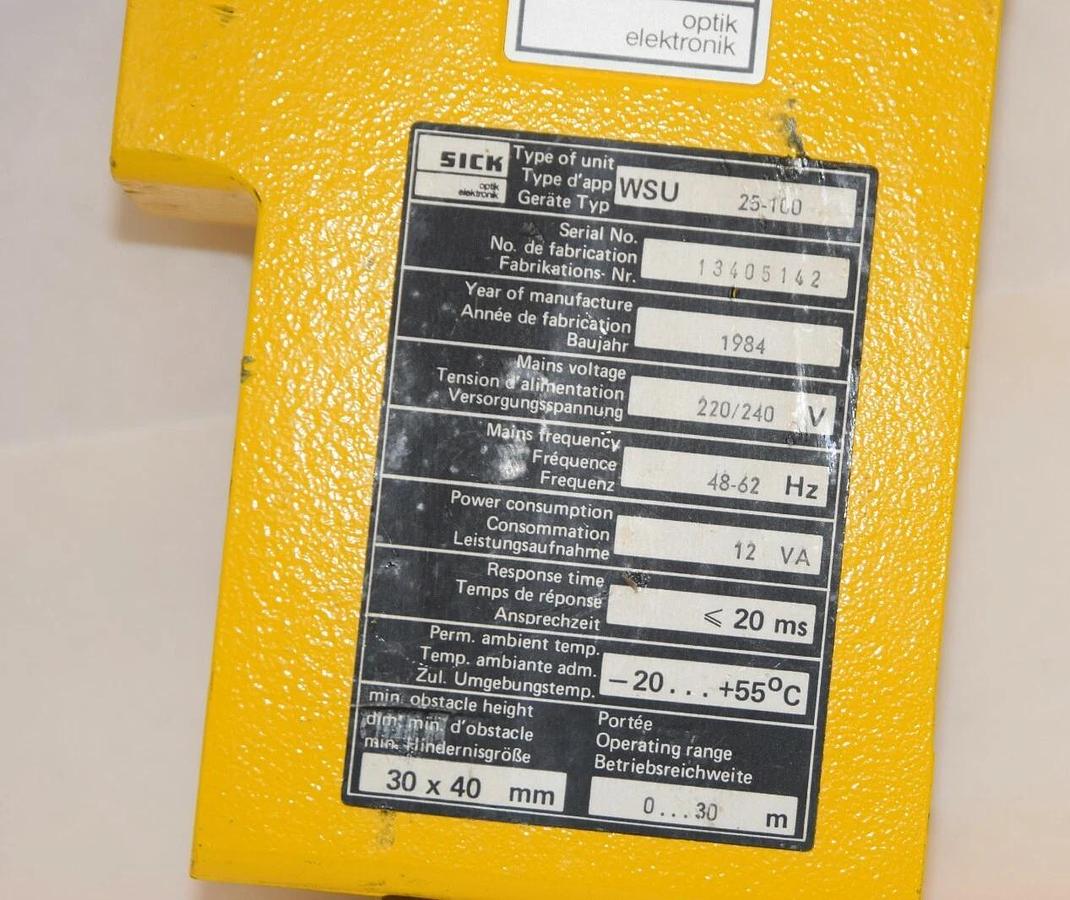 optik
elektronik
SICK
optik
elektronik
Type of unit
Type d'app
Geräte Typ
WSU 25-100
Serial No.
No. de fabrication
Fabrikations- Nr.
13405142
Year of manufacture
Année de fabrication
Baujahr
1984
Mains voltage
Tension d'alimentation
Versorgungsspannung
220/240 V
Mains frequency
Fréquence
Frequenz
48-62 Hz
Power consumption
Consommation
Leistungsaufnahme
12 VA
Response time
Temps de réponse
Ansprechzeit
⩽ 20 ms
Perm. ambient temp.
Temp. ambiante adm.
Zul. Umgebungstemp.
−20... +55°C
min. obstacle height
dim. min. d'obstacle
min. Hindernisgröße
30 x 40 mm
Portée
Operating range
Betriebsreichweite
0...30 m